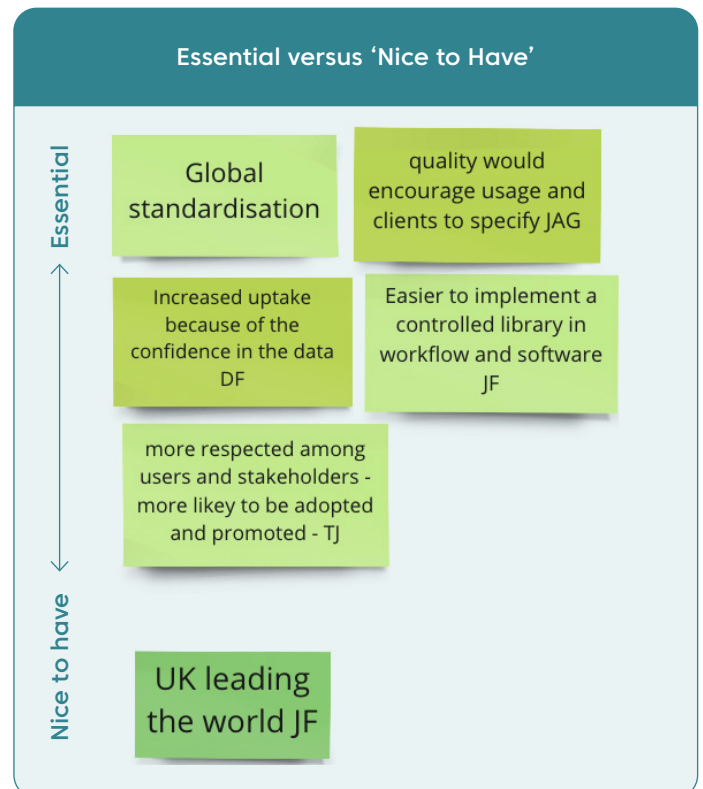 Essential versus ‘Nice to Have’
Essential
Global
standardisation
quality would
encourage usage and
clients to specify JAG
Increased uptake
because of the
confidence in the data
DF
Easier to implement a
controlled library in
workflow and software
JF
more respected among
users and stakeholders -
more likey to be adopted
and promoted - TJ
Nice to have
UK leading
the world JF